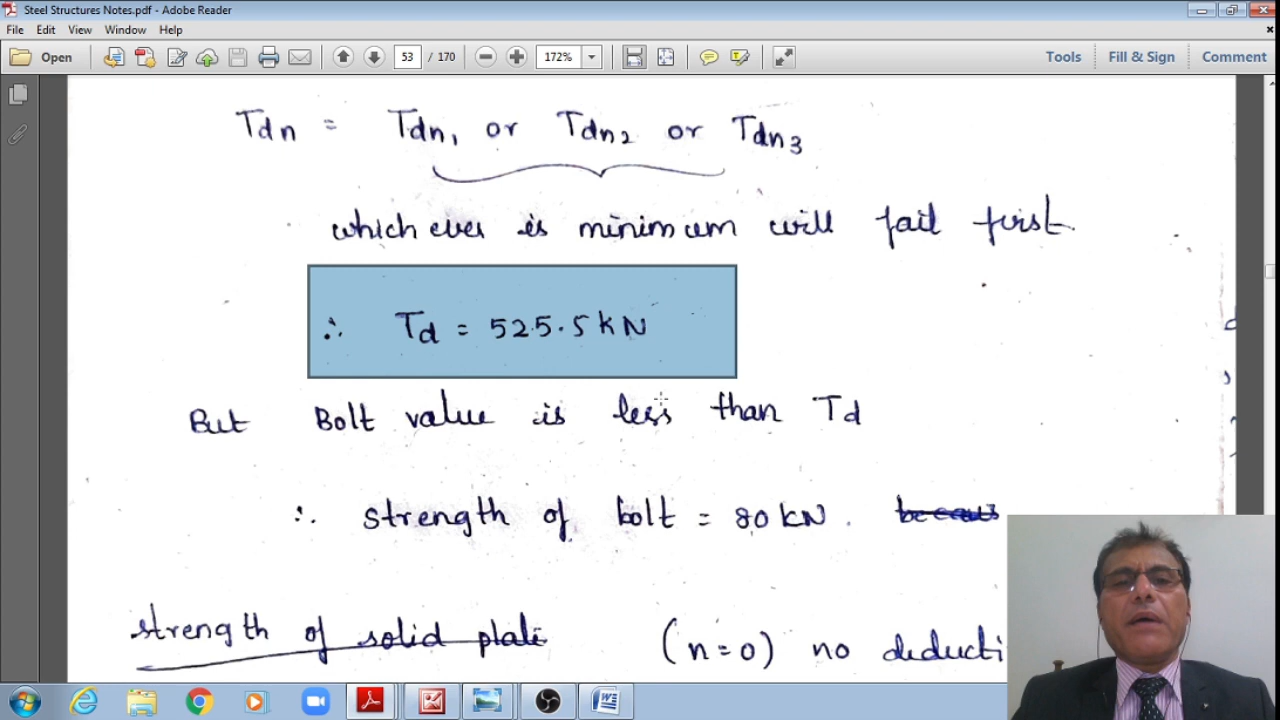 Steel Structures Notes.pdf - Adobe Reader
File Edit View Window Help
Open 53 / 170 172% Tools Fill & Sign Comment
Tdn = Tdn1 or Tdn2 or Tdn3
which ever is minimum will fail first.
∴ Td = 525.5 kN
But Bolt value is less than Td
∴ strength of bolt = 80 kN.
strength of solid plate (n=0) no deducti